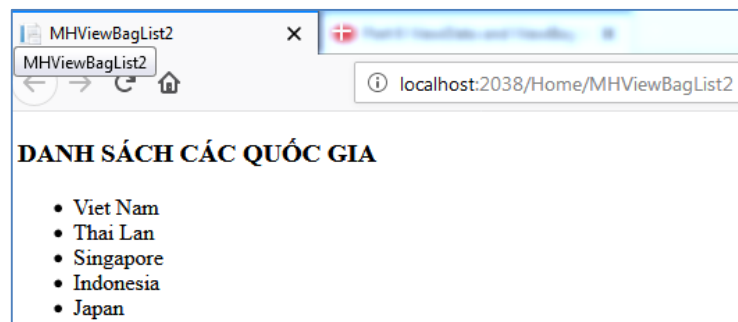 MHViewBagList2
MHViewBagList2
localhost:2038/Home/MHViewBagList2
DANH SÁCH CÁC QUỐC GIA
Viet Nam
Thai Lan
Singapore
Indonesia
Japan